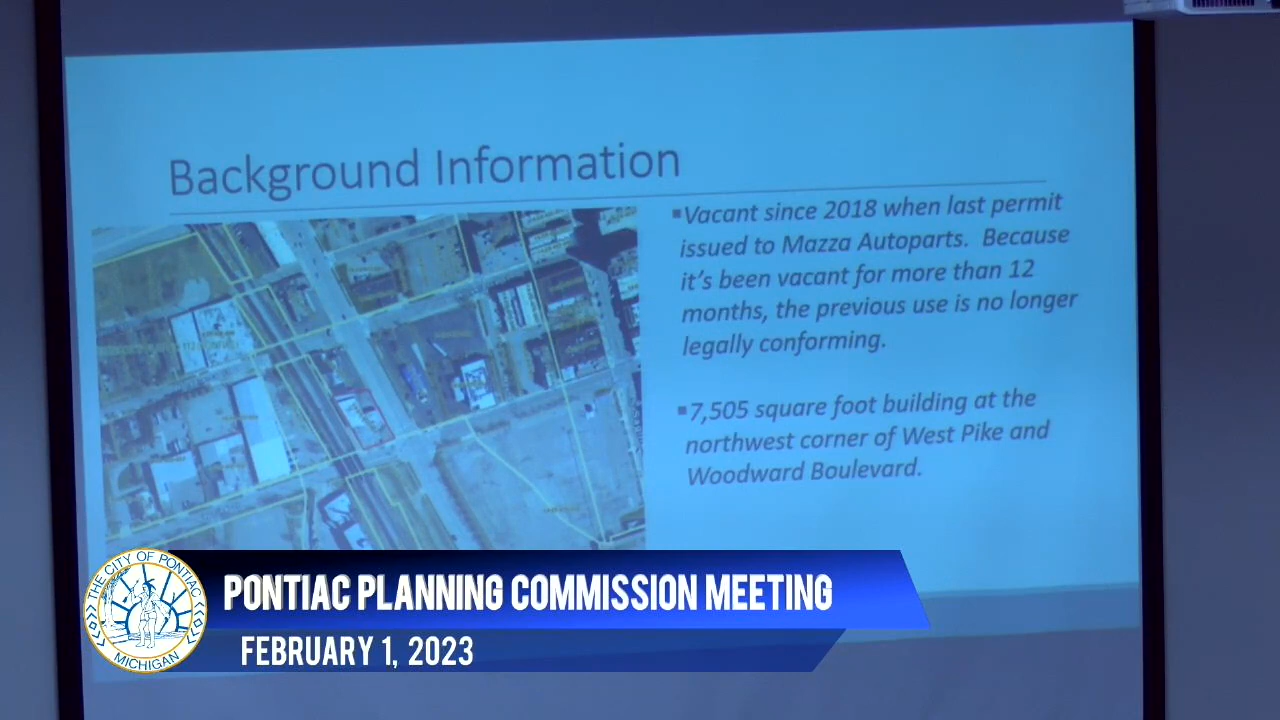 Background Information
▪Vacant since 2018 when last permit
issued to Mazza Autoparts. Because
it's been vacant for more than 12
months, the previous use is no longer
legally conforming.
▪7,505 square foot building at the
northwest corner of West Pike and
Woodward Boulevard.
THE CITY OF PONTIAC
MICHIGAN
PONTIAC PLANNING COMMISSION MEETING
FEBRUARY 1, 2023